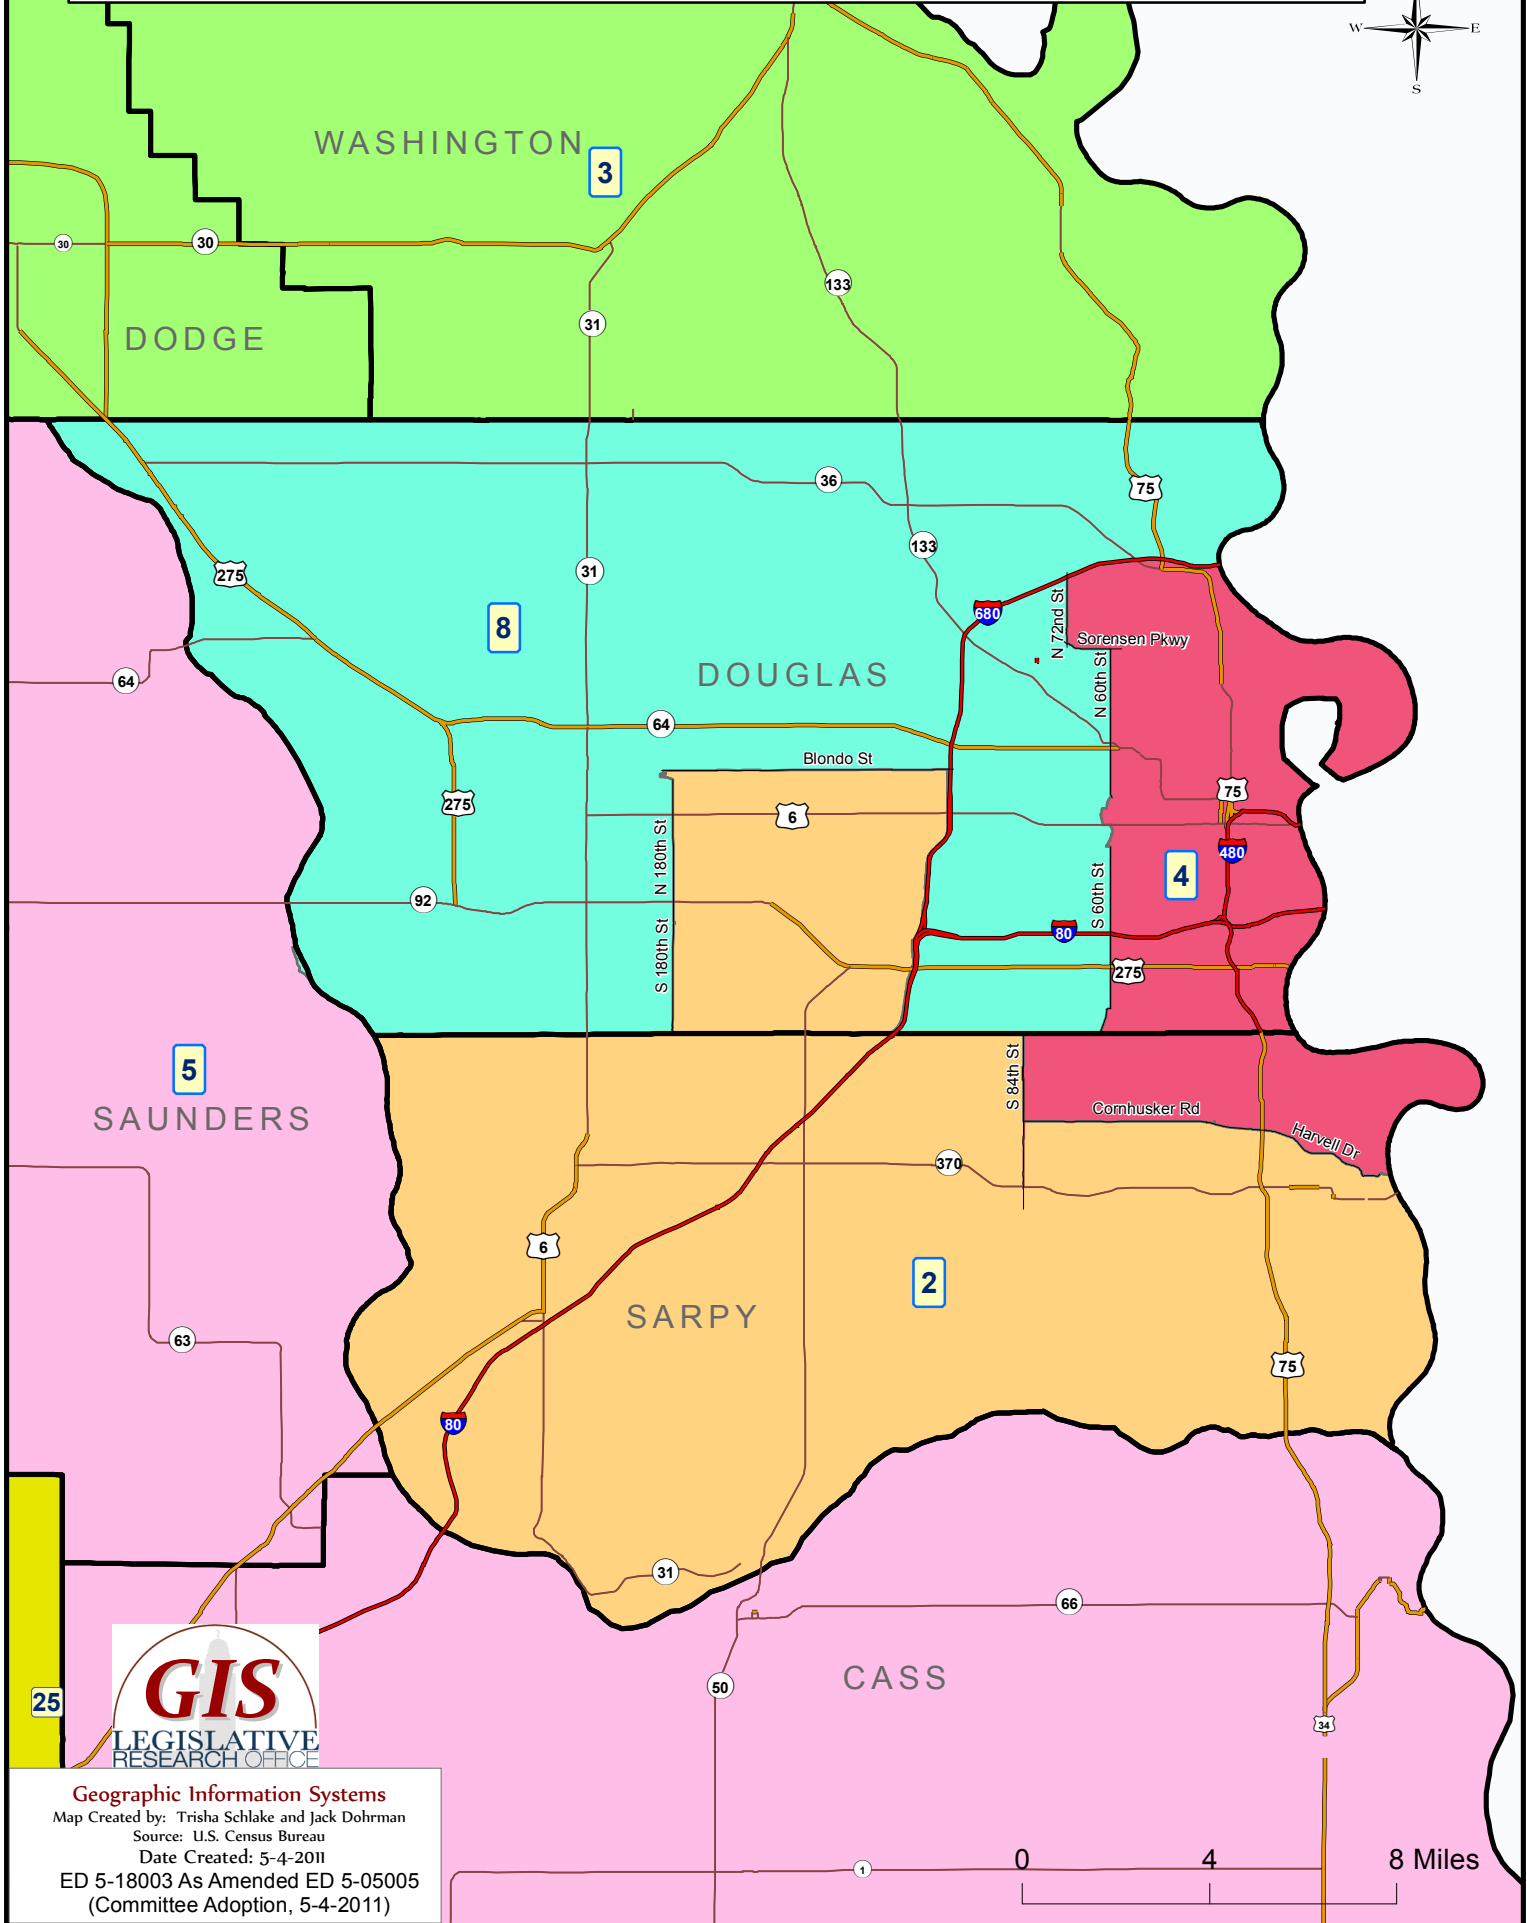 W E
S
WASHINGTON
3
30
30
133
31
DODGE
36
75
133
31
275
680
8
N 72nd St
Sorensen Pkwy
N 60th St
DOUGLAS
64
64
Blondo St
75
275
6
N 180th St
480
4
92
S 60th St
80
S 180th St
275
5
S 84th St
SAUNDERS
Cornhusker Rd
Harvell Dr
370
6
2
SARPY
63
75
80
31
66
CASS
50
25
34
GIS
LEGISLATIVE
RESEARCH OFFICE
Geographic Information Systems
Map Created by: Trisha Schlake and Jack Dohrman
Source: U.S. Census Bureau
Date Created: 5-4-2011
ED 5-18003 As Amended ED 5-05005
(Committee Adoption, 5-4-2011)
1
0 4 8 Miles